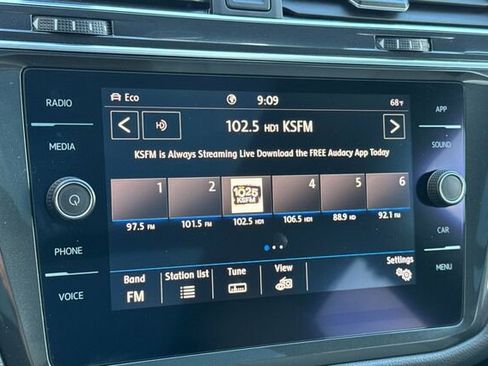 RADIO
MEDIA
PHONE
VOICE
Eco
9:09
68°F
102.5 HD1 KSFM
KSFM is Always Streaming Live Download the FREE Audacy App Today
1
2
102.5
KSFM
4
5
6
97.5 FM
101.5 FM
102.5 HD1
106.5 HD1
88.9 HD
92.1 FM
Band
FM
Station list
Tune
View
Settings
APP
SOUND
CAR
MENU